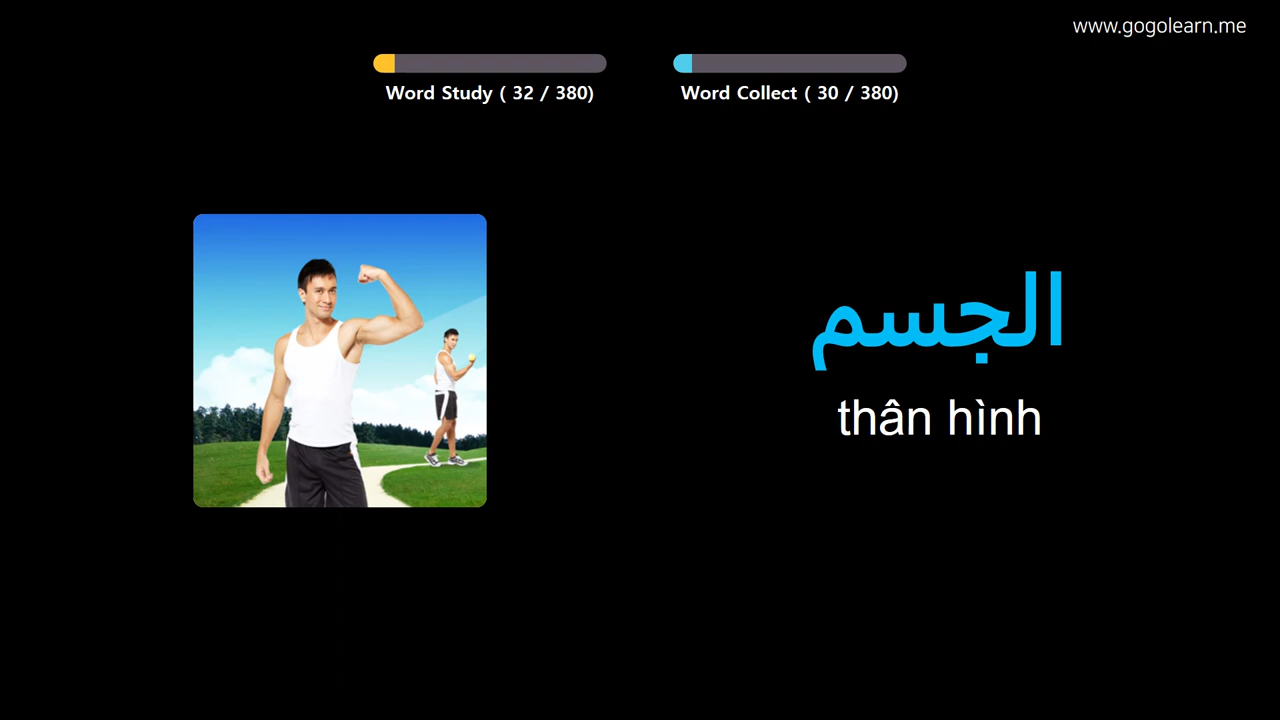 www.gogolearn.me
Word Study ( 32 / 380)
Word Collect ( 30 / 380)
الجسم
thân hình